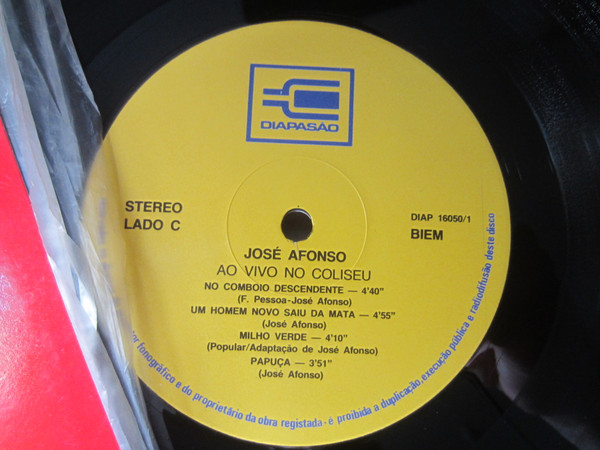 DIAPASÃO
STEREO
LADO C
DIAP 16050/1
BIEM
JOSÉ AFONSO
AO VIVO NO COLISEU
NO COMBOIO DESCENDENTE — 4'40"
(F. Pessoa-José Afonso)
UM HOMEM NOVO SAIU DA MATA — 4'55"
(José Afonso)
MILHO VERDE — 4'10"
(Popular/Adaptação de José Afonso)
PAPUÇA — 3'51"
(José Afonso)
fonográfico e do proprietário da obra registada - é proibida a duplicação, execução pública e radiodifusão deste disco